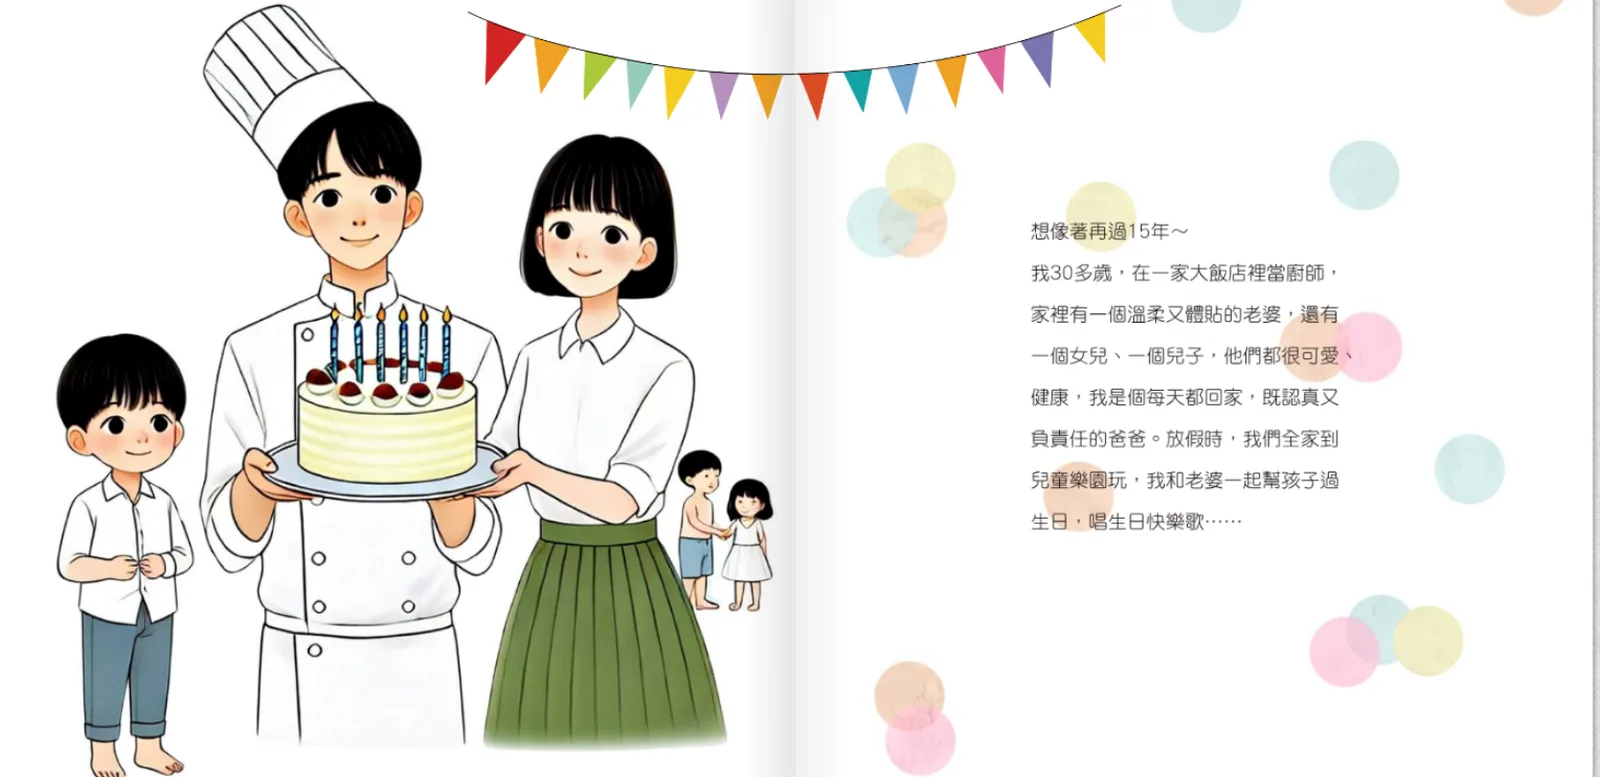 想像著再過15年～
我30多歲，在一家大飯店裡當廚師，
家裡有一個溫柔又體貼的老婆，還有
一個女兒、一個兒子，他們都很可愛、
健康，我是個每天都回家，既認真又
負責任的爸爸。放假時，我們全家到
兒童樂園玩，我和老婆一起幫孩子過
生日，唱生日快樂歌⋯⋯